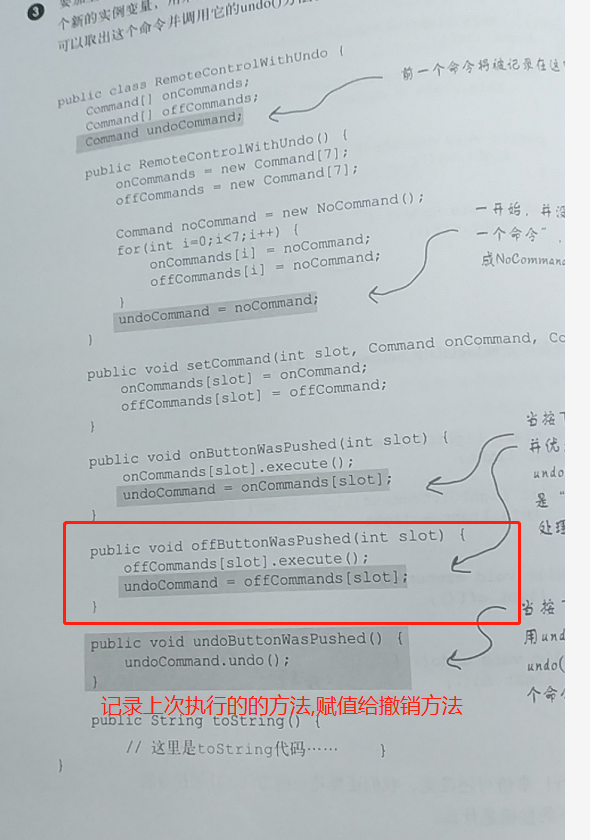 3
个新的实例变量，用来
可以取出这个命令并调用它的undo()方法
public class RemoteControlWithUndo {
Command[] onCommands;
Command[] offCommands;
Command undoCommand;
前一个命令将被记录在这
public RemoteControlWithUndo() {
onCommands = new Command[7];
offCommands = new Command[7];
Command noCommand = new NoCommand();
for(int i=0;i<7;i++) {
onCommands[i] = noCommand;
offCommands[i] = noCommand;
}
undoCommand = noCommand;
}
一开始，并没
一个命令”，
成NoComman
public void setCommand(int slot, Command onCommand, Co
onCommands[slot] = onCommand;
offCommands[slot] = offCommand;
}
public void onButtonWasPushed(int slot) {
onCommands[slot].execute();
undoCommand = onCommands[slot];
}
当按下
并优
undo
是“
处理
public void offButtonWasPushed(int slot) {
offCommands[slot].execute();
undoCommand = offCommands[slot];
}
public void undoButtonWasPushed() {
undoCommand.undo();
}
当按下
用und
undo(
个命令
记录上次执行的的方法,赋值给撤销方法
public String toString() {
// 这里是toString代码…… }
}